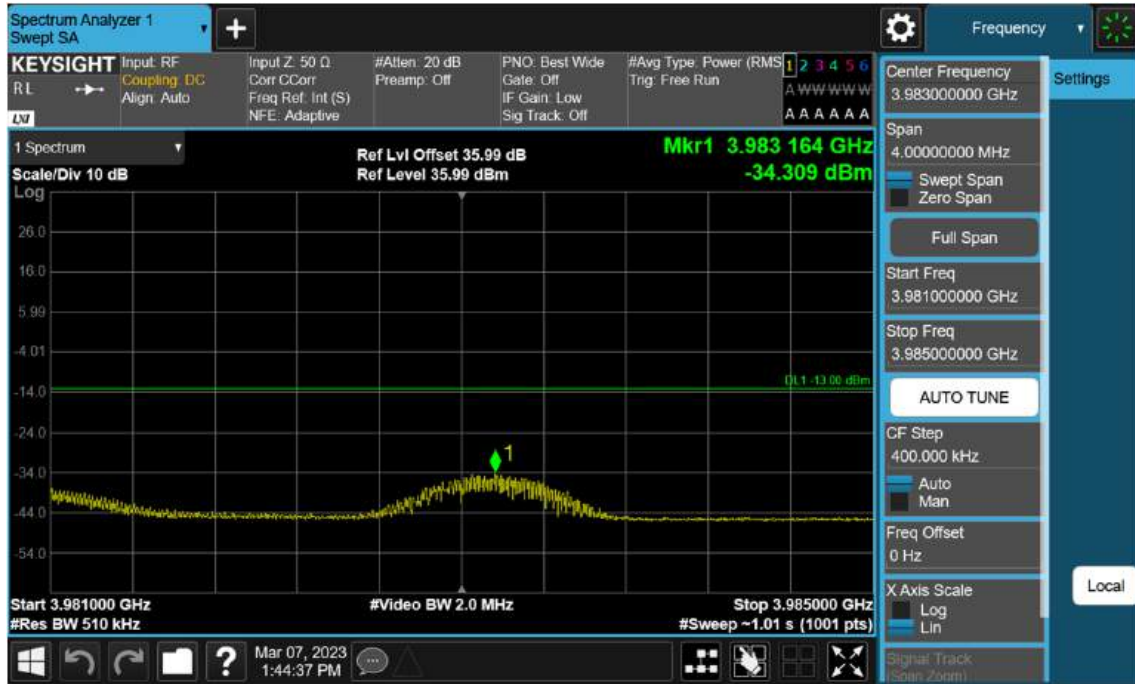 Spectrum Analyzer 1
Swept SA
Frequency
KEYSIGHT
R L
LXI
Input: RF
Coupling: DC
Align: Auto
Input Z: 50 Ω
Corr CCorr
Freq Ref: Int (S)
NFE: Adaptive
#Atten: 20 dB
Preamp: Off
PNO: Best Wide
Gate: Off
IF Gain: Low
Sig Track: Off
#Avg Type: Power (RMS
Trig: Free Run
1 2 3 4 5 6
A W W W W W
A A A A A A
1 Spectrum
Scale/Div 10 dB
Log
Ref Lvl Offset 35.99 dB
Ref Level 35.99 dBm
Mkr1 3.983 164 GHz
-34.309 dBm
26.0
16.0
5.99
-4.01
DL1 -13.00 dBm
-14.0
-24.0
1
-34.0
-44.0
-54.0
Start 3.981000 GHz
#Res BW 510 kHz
#Video BW 2.0 MHz
Stop 3.985000 GHz
#Sweep ~1.01 s (1001 pts)
Mar 07, 2023
1:44:37 PM
Center Frequency
3.983000000 GHz
Span
4.00000000 MHz
Swept Span
Zero Span
Full Span
Start Freq
3.981000000 GHz
Stop Freq
3.985000000 GHz
AUTO TUNE
CF Step
400.000 kHz
Auto
Man
Freq Offset
0 Hz
X Axis Scale
Log
Lin
Signal Track
(Span Zoom)
Settings
Local